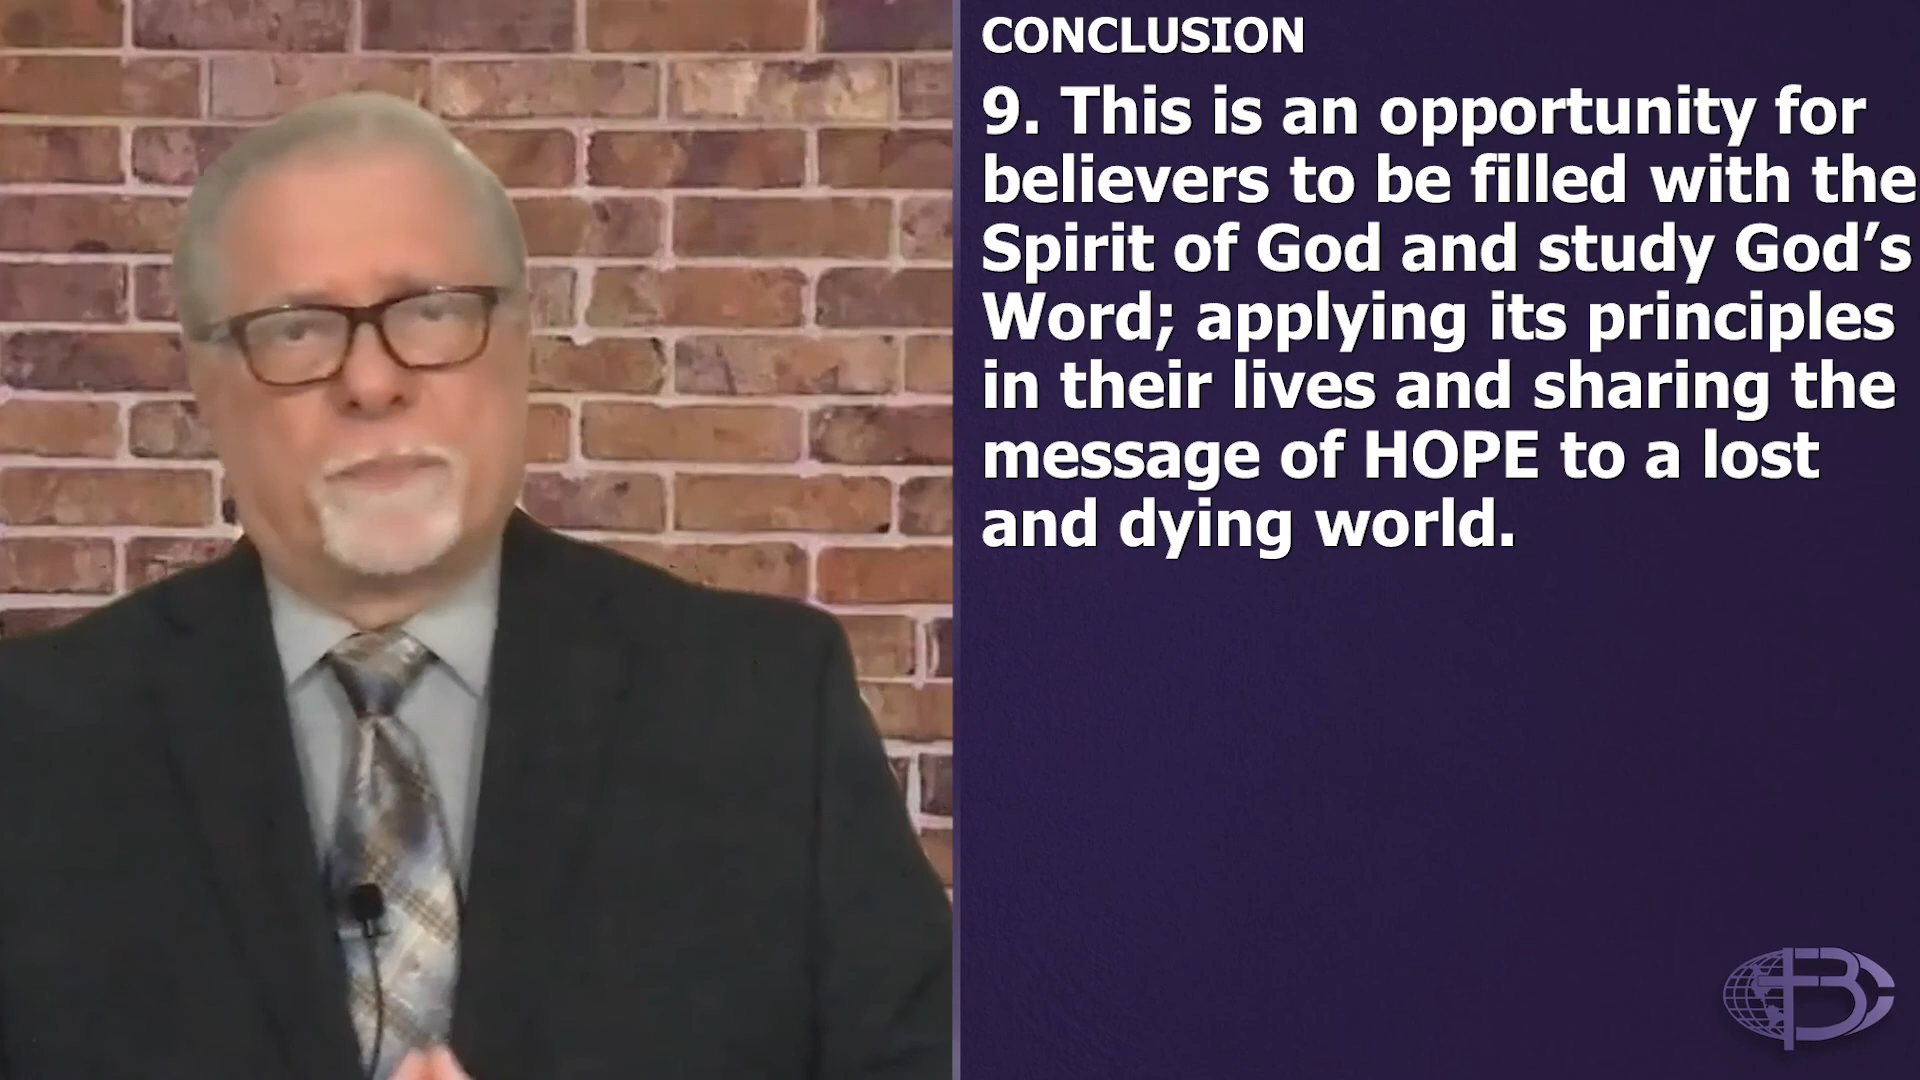 CONCLUSION
9. This is an opportunity for
believers to be filled with the
Spirit of God and study God’s
Word; applying its principles
in their lives and sharing the
message of HOPE to a lost
and dying world.